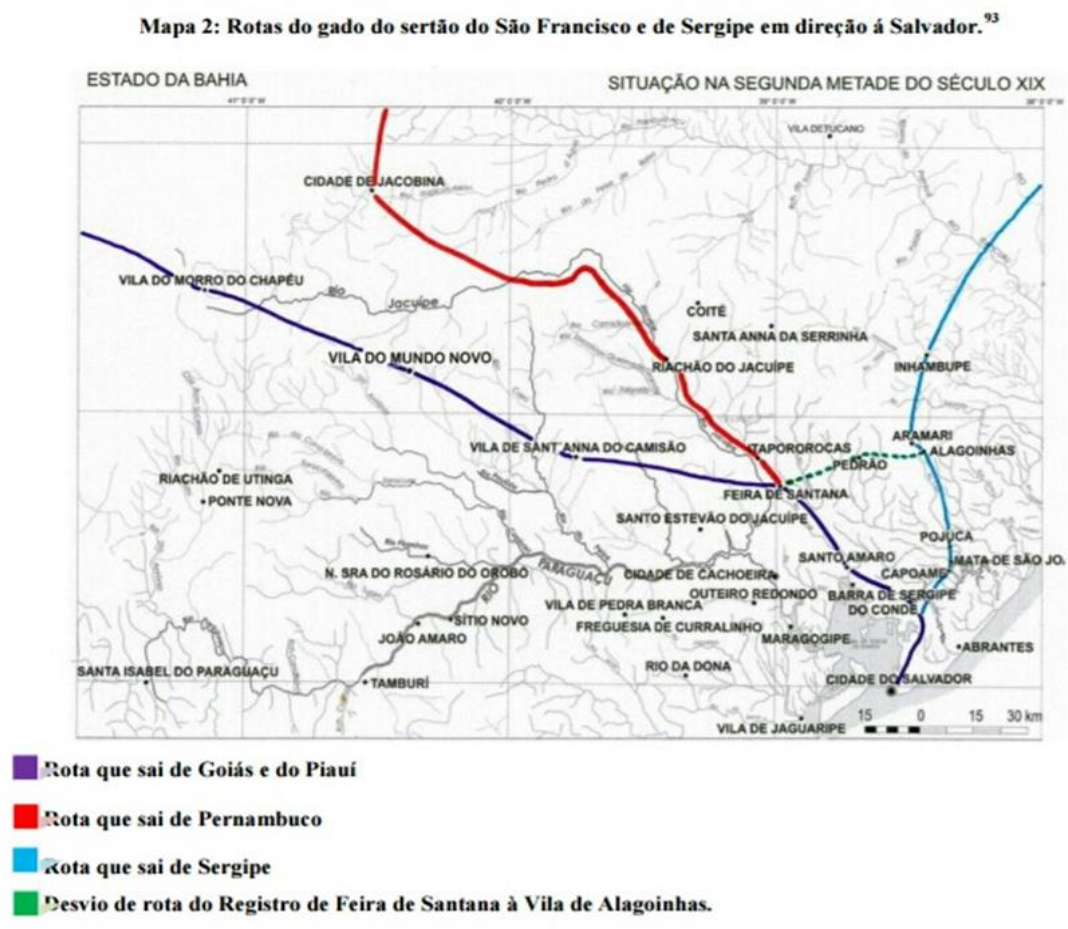 Mapa 2: Rotas do gado do sertão do São Francisco e de Sergipe em direção á Salvador.93
ESTADO DA BAHIA
SITUAÇÃO NA SEGUNDA METADE DO SÉCULO XIX
VILA DE TUCANO
CIDADE DE JACOBINA
VILA DO MORRO DO CHAPÉU
Rio Jacuípe
COITÉ
SANTA ANNA DA SERRINHA
VILA DO MUNDO NOVO
RIACHÃO DO JACUÍPE
INHAMBUPE
ARAMARI
VILA DE SANT'ANNA DO CAMISÃO
TAPOROROCAS
ALAGOINHAS
PEDRÃO
RIACHÃO DE UTINGA
FEIRA DE SANTANA
PONTE NOVA
SANTO ESTEVÃO DO JACUÍPE
POJUCA
SANTO AMARO
MATA DE SÃO JO.
N. SRA DO ROSÁRIO DO OROBÓ
RIO PARAGUAÇU
CIDADE DE CACHOEIRA
CAPOAME
OUTEIRO REDONDO
BARRA DE SERGIPE
DO CONDE
VILA DE PEDRA BRANCA
SÍTIO NOVO
FREGUESIA DE CURRALINHO
JOÃO AMARO
MARAGOGIPE
ABRANTES
SANTA ISABEL DO PARAGUAÇU
RIO DA DONA
TAMBURÍ
CIDADE DO SALVADOR
VILA DE JAGUARIPE
15 0 15 30 km
Rota que sai de Goiás e do Piauí
Rota que sai de Pernambuco
Rota que sai de Sergipe
Desvio de rota do Registro de Feira de Santana à Vila de Alagoinhas.